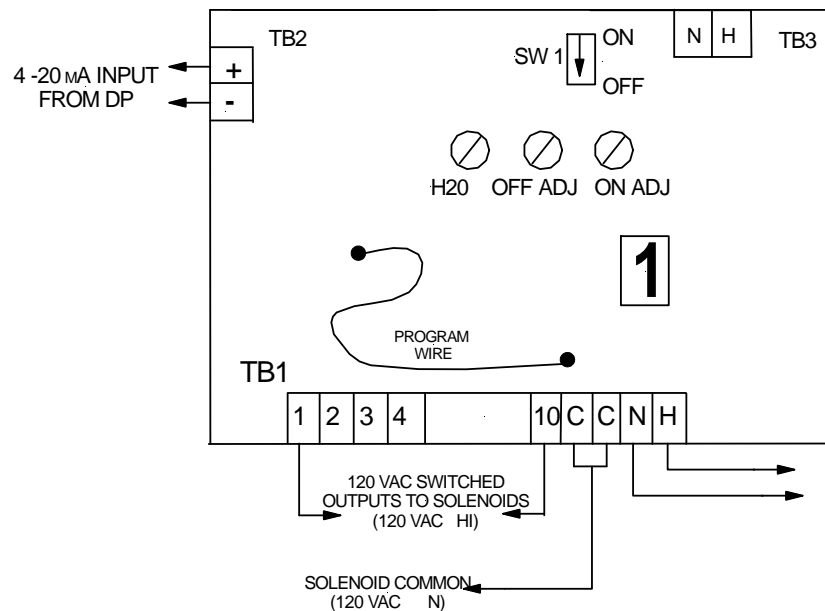 TB2
ON
N H
TB3
SW 1
OFF
4 -20 MA INPUT
FROM DP
+
-
H20 OFF ADJ ON ADJ
1
PROGRAM
WIRE
TB1
1 2 3 4 10 C C N H
120 VAC SWITCHED
OUTPUTS TO SOLENOIDS
(120 VAC HI)
SOLENOID COMMON
(120 VAC N)